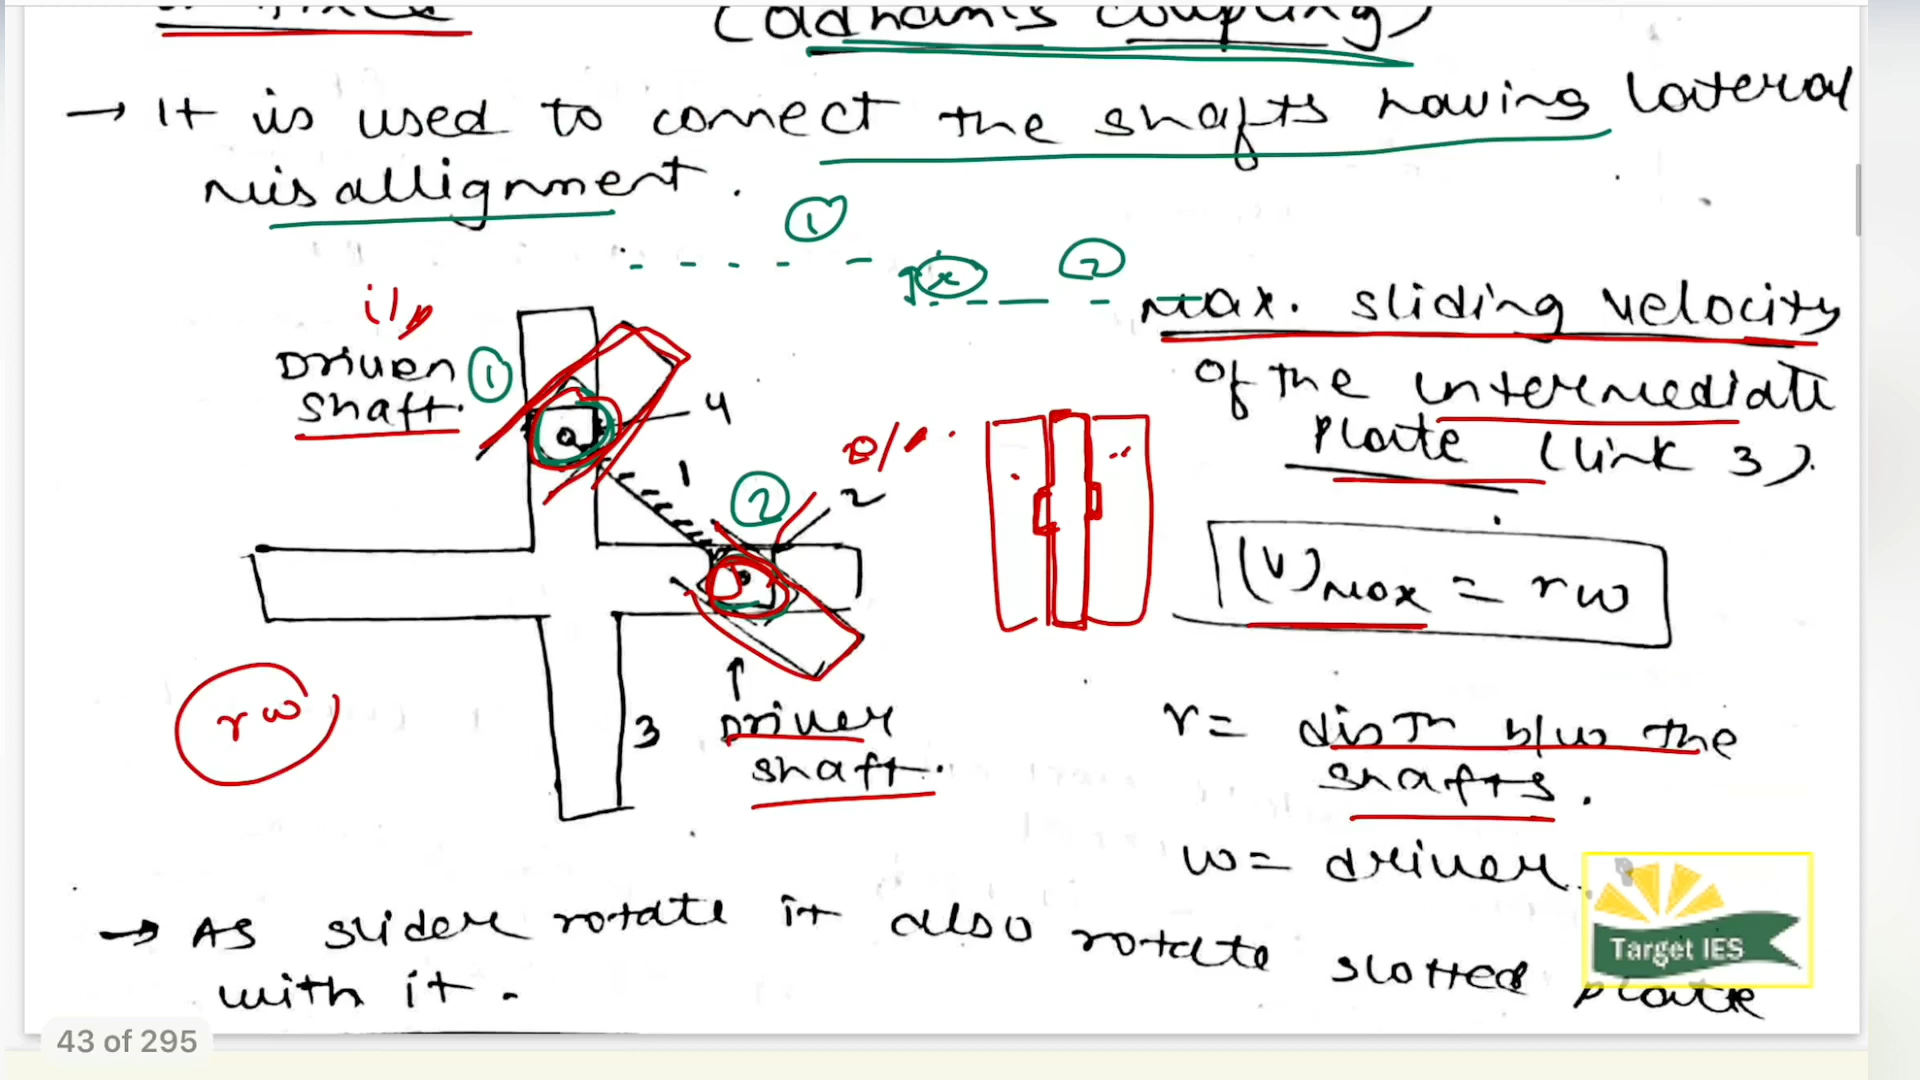 (oldham's coupling)
→ It is used to connect the shafts having lateral
misallignment.
①
x
②
i/p
Max. sliding velocity
Driven
①
of the intermediate
shaft.
4
Plate (link 3).
1
②
2
(V)max = rω
rω
3
Driver
shaft.
r = distn b/w the
shafts.
ω = driver
→ As slider rotate it also rotate slotted plate
with it.
Target IES
43 of 295